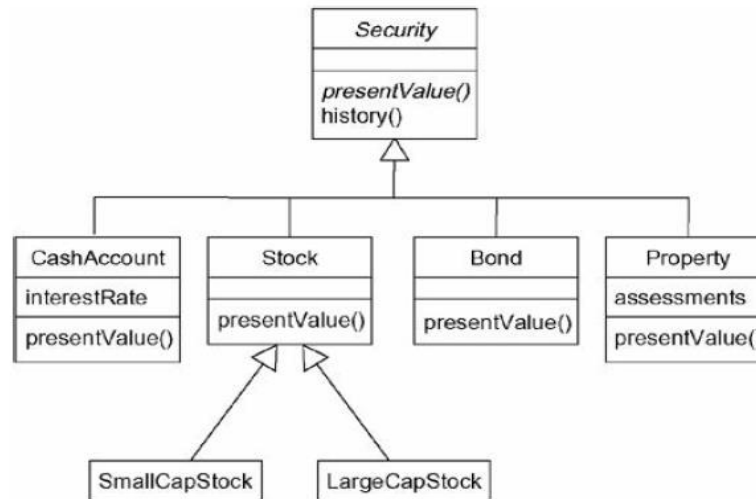 Security
presentValue()
history()
CashAccount
interestRate
presentValue()
Stock
presentValue()
Bond
presentValue()
Property
assessments
presentValue(
SmallCapStock
LargeCapStock